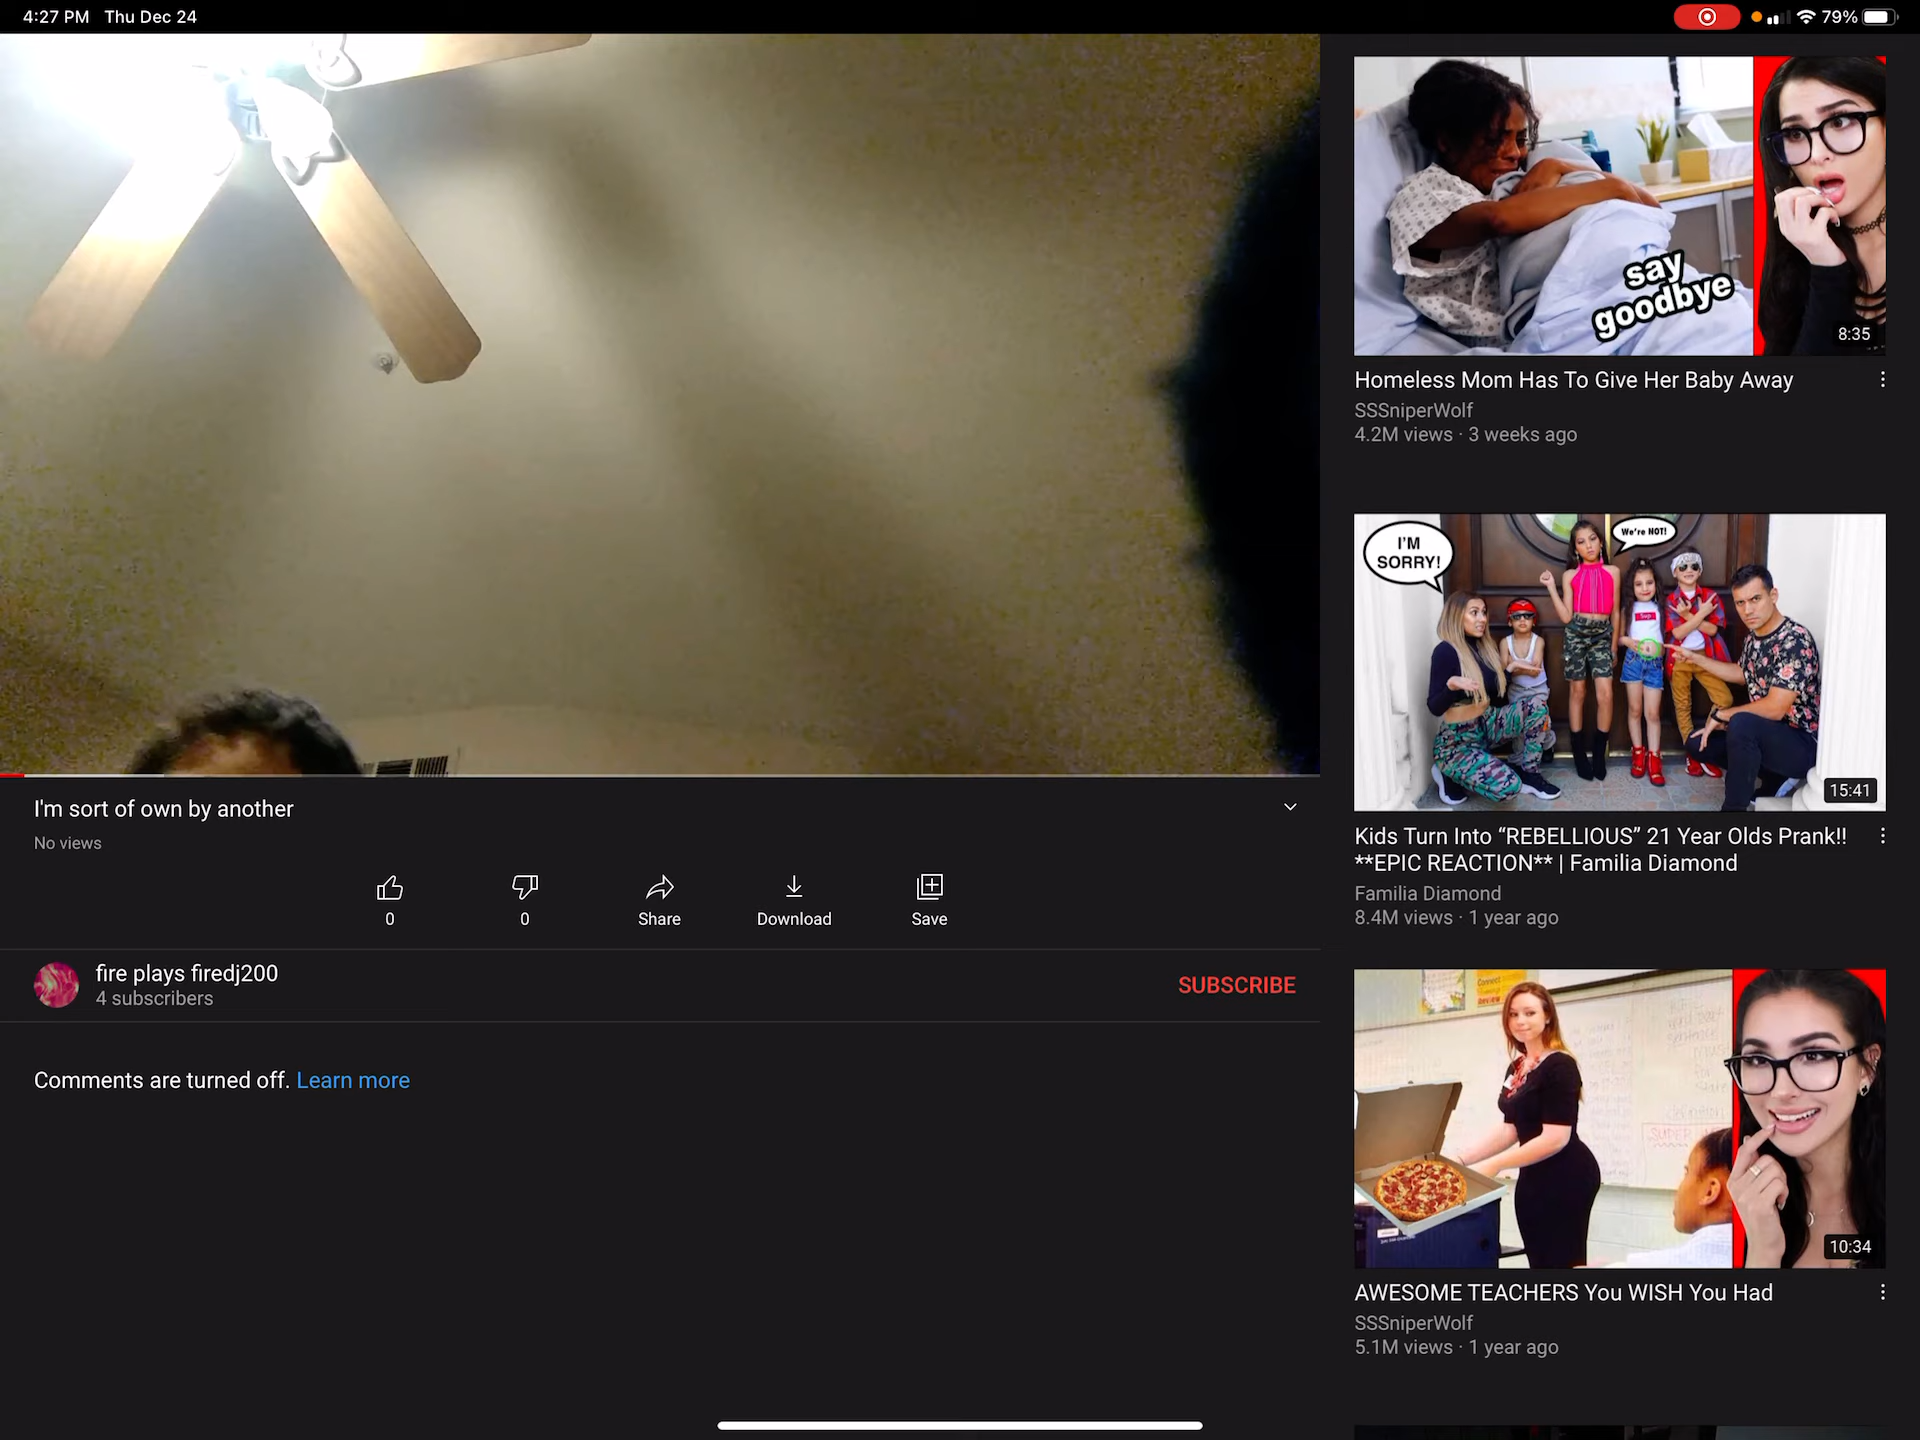 4:27 PM Thu Dec 24
79%
I'm sort of own by another
No views
0
0
Share
Download
Save
fire plays firedj200
4 subscribers
SUBSCRIBE
Comments are turned off. Learn more
say
goodbye
8:35
Homeless Mom Has To Give Her Baby Away
SSSniperWolf
4.2M views · 3 weeks ago
I'M
SORRY!
We're NOT!
15:41
Kids Turn Into “REBELLIOUS” 21 Year Olds Prank!!
**EPIC REACTION** | Familia Diamond
Familia Diamond
8.4M views · 1 year ago
10:34
AWESOME TEACHERS You WISH You Had
SSSniperWolf
5.1M views · 1 year ago